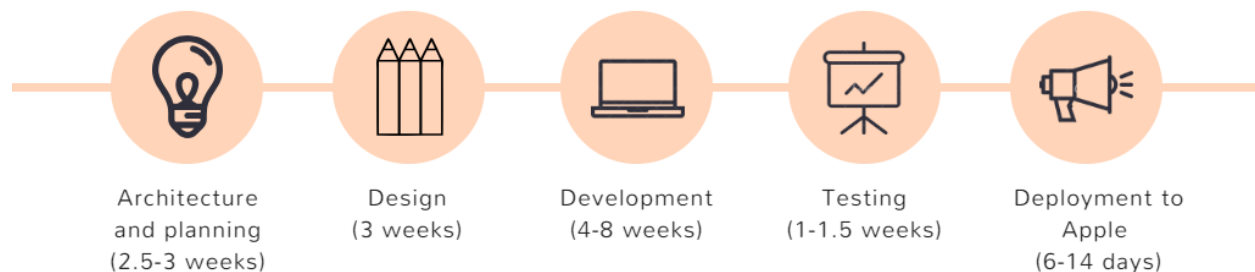 Architecture
and planning
(2.5-3 weeks)
Design
(3 weeks)
Development
(4-8 weeks)
Testing
(1-1.5 weeks)
Deployment to
Apple
(6-14 days)